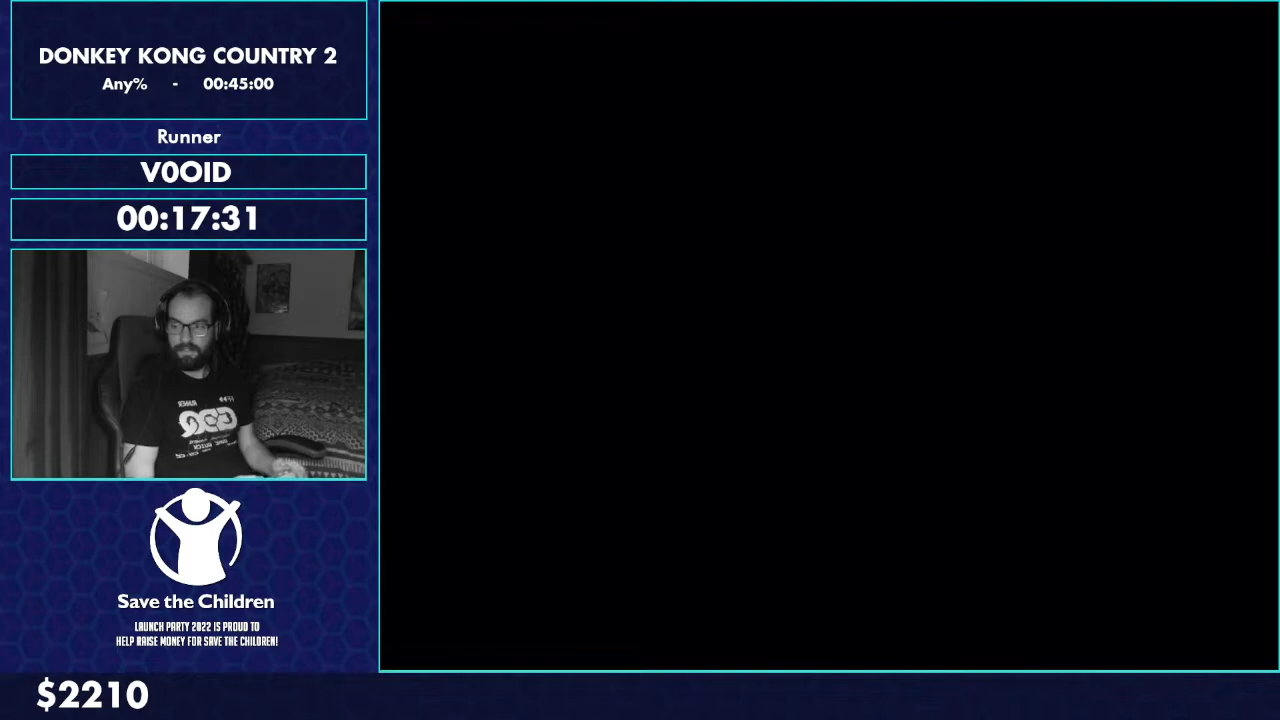 DONKEY KONG COUNTRY 2
Any% - 00:45:00
Runner
V0OID
00:17:31
Save the Children
LAUNCH PARTY 2022 IS PROUD TO
HELP RAISE MONEY FOR SAVE THE CHILDREN!
$2210